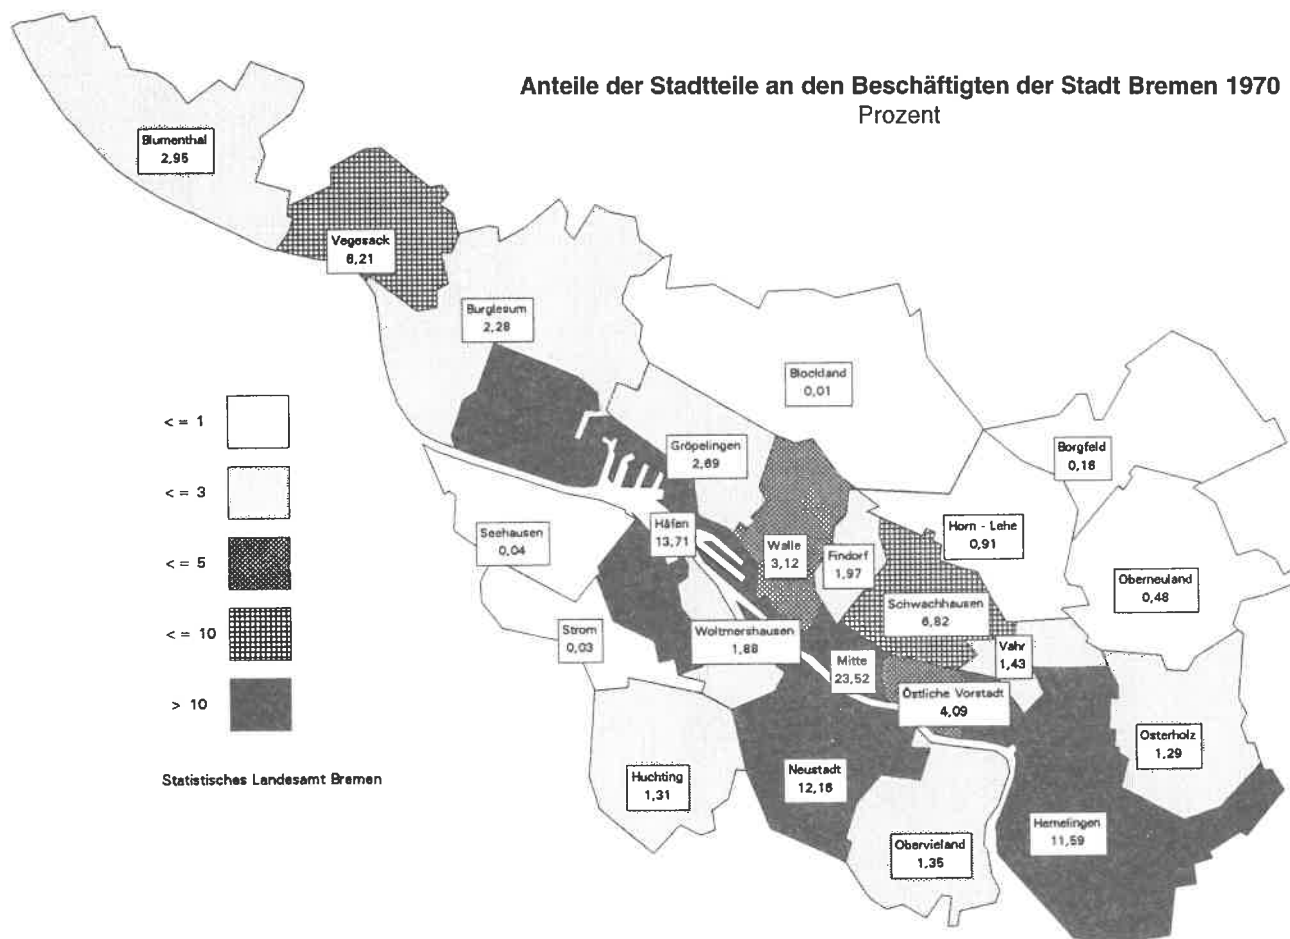 Anteile der Stadtteile an den Beschäftigten der Stadt Bremen 1970
Prozent
Blumenthal
2,95
Vegesack
6,21
Burglesum
2,28
Blockland
0,01
Gröpelingen
2,69
Borgfeld
0,16
Häfen
13,71
Seehausen
0,04
Walle
3,12
Findorf
1,97
Horn - Lehe
0,91
Oberneuland
0,48
Schwachhausen
6,82
Strom
0,03
Woltmershausen
1,88
Mitte
23,52
Vahr
1,43
Östliche Vorstadt
4,09
Osterholz
1,29
Huchting
1,31
Neustadt
12,16
Hemelingen
11,59
Obervieland
1,35
< = 1
< = 3
< = 5
< = 10
> 10
Statistisches Landesamt Bremen